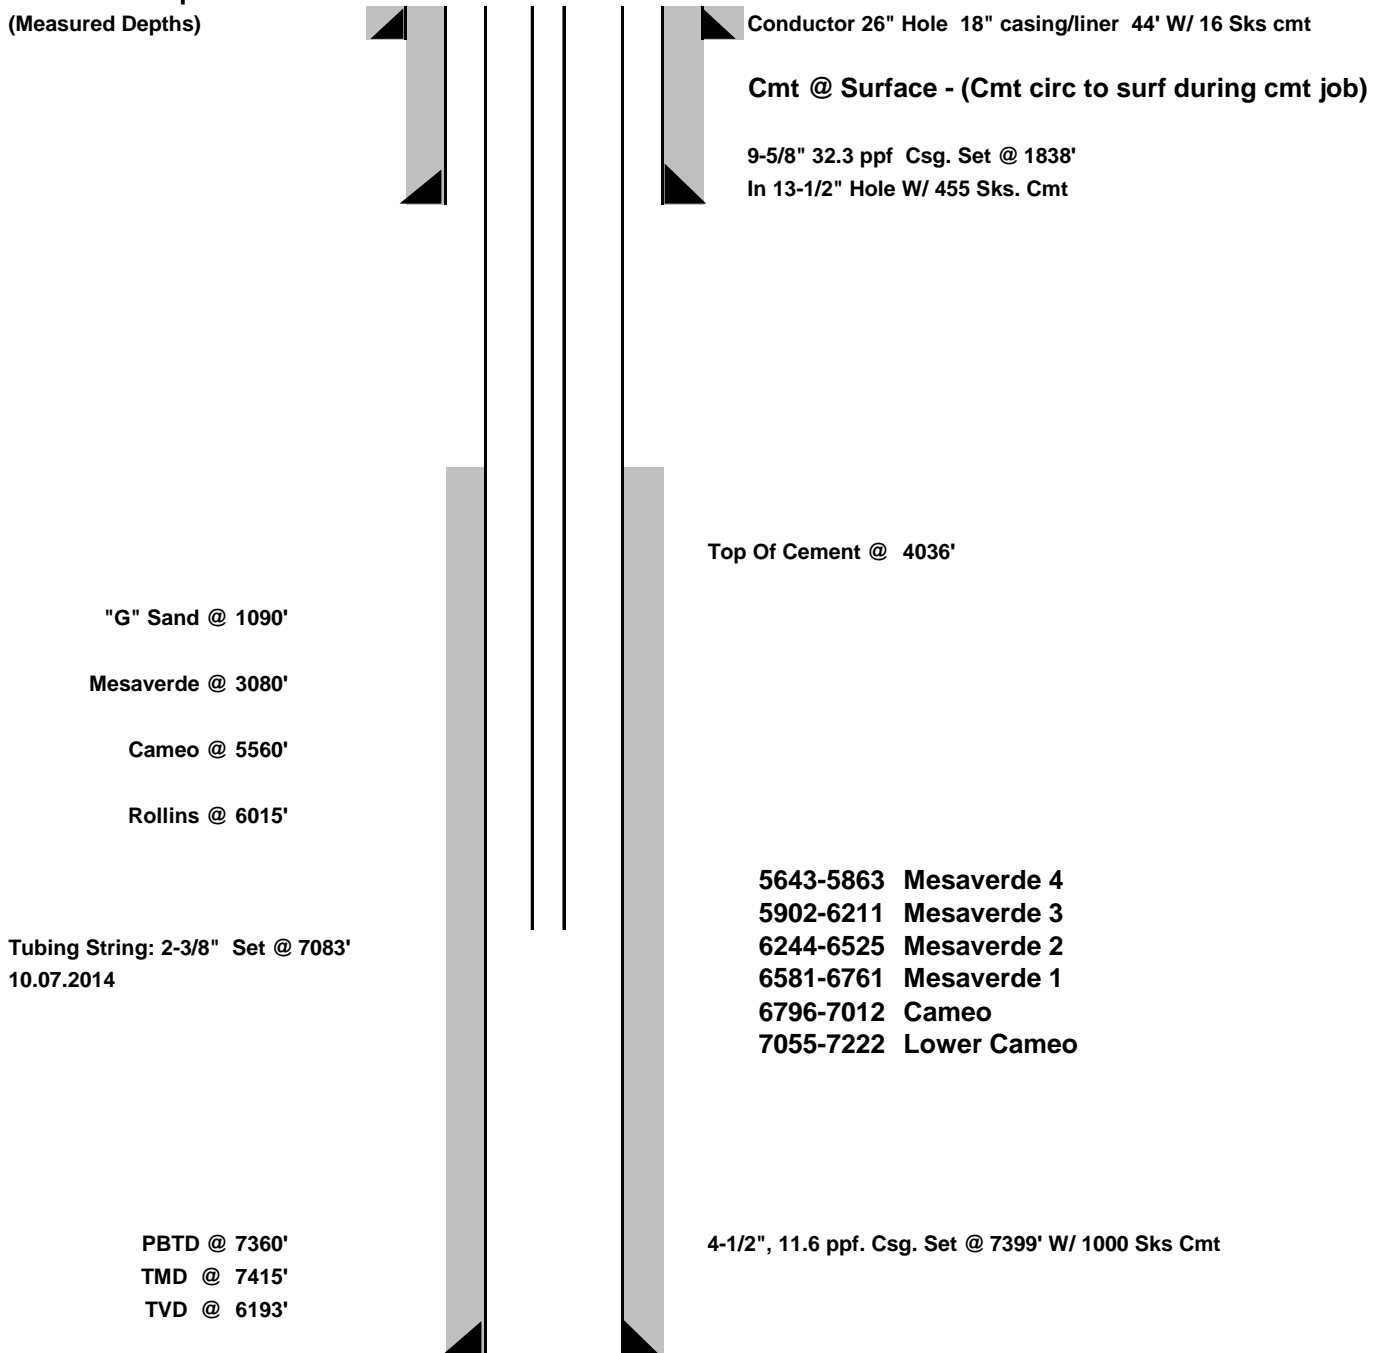 (Measured Depths)
Conductor 26" Hole 18" casing/liner 44' W/ 16 Sks cmt
Cmt @ Surface - (Cmt circ to surf during cmt job)
9-5/8" 32.3 ppf Csg. Set @ 1838'
In 13-1/2" Hole W/ 455 Sks. Cmt
Top Of Cement @ 4036'
"G" Sand @ 1090'
Mesaverde @ 3080'
Cameo @ 5560'
Rollins @ 6015'
5643-5863 Mesaverde 4
5902-6211 Mesaverde 3
6244-6525 Mesaverde 2
6581-6761 Mesaverde 1
6796-7012 Cameo
7055-7222 Lower Cameo
Tubing String: 2-3/8" Set @ 7083'
10.07.2014
PBTD @ 7360'
TMD @ 7415'
TVD @ 6193'
4-1/2", 11.6 ppf. Csg. Set @ 7399' W/ 1000 Sks Cmt